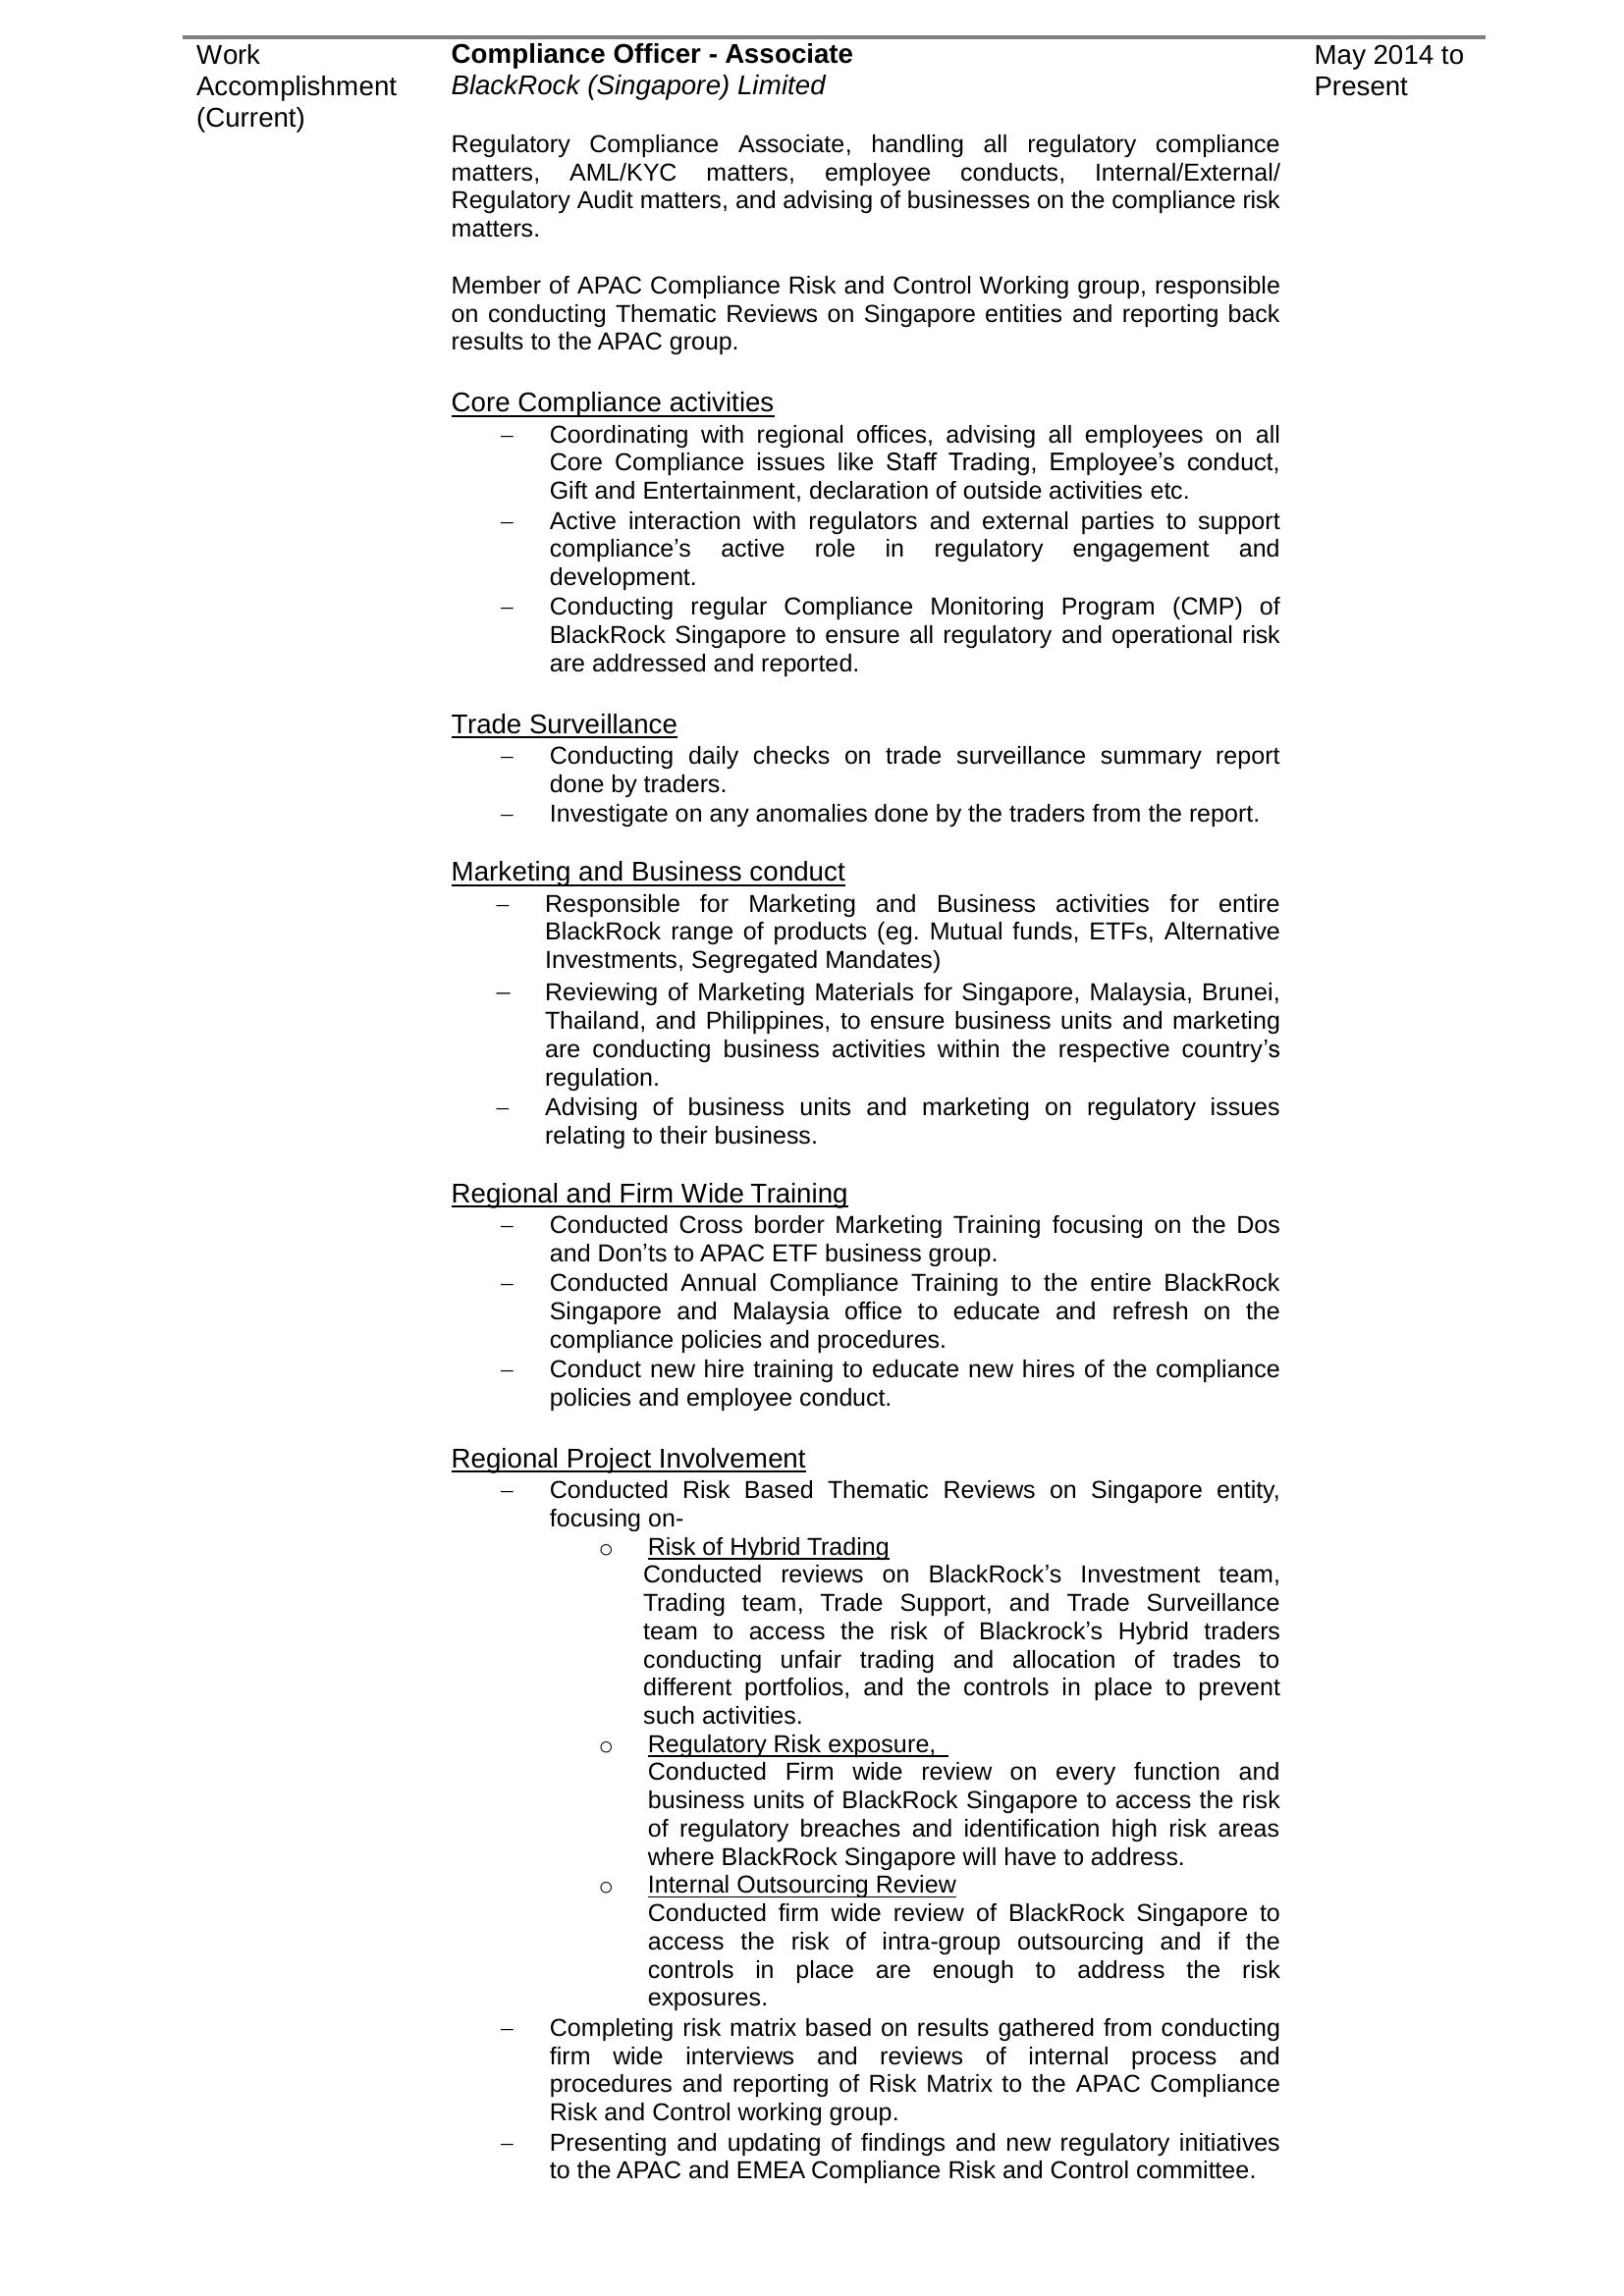 Work
Accomplishment
(Current)
Compliance Officer - Associate
BlackRock (Singapore) Limited
May 2014 to
Present
Regulatory Compliance Associate, handling all regulatory compliance
matters, AML/KYC matters, employee conducts, Internal/External/
Regulatory Audit matters, and advising of businesses on the compliance risk
matters.
Member of APAC Compliance Risk and Control Working group, responsible
on conducting Thematic Reviews on Singapore entities and reporting back
results to the APAC group.
Core Compliance activities
– Coordinating with regional offices, advising all employees on all
Core Compliance issues like Staff Trading, Employee’s conduct,
Gift and Entertainment, declaration of outside activities etc.
– Active interaction with regulators and external parties to support
compliance’s active role in regulatory engagement and
development.
– Conducting regular Compliance Monitoring Program (CMP) of
BlackRock Singapore to ensure all regulatory and operational risk
are addressed and reported.
Trade Surveillance
– Conducting daily checks on trade surveillance summary report
done by traders.
– Investigate on any anomalies done by the traders from the report.
Marketing and Business conduct
– Responsible for Marketing and Business activities for entire
BlackRock range of products (eg. Mutual funds, ETFs, Alternative
Investments, Segregated Mandates)
– Reviewing of Marketing Materials for Singapore, Malaysia, Brunei,
Thailand, and Philippines, to ensure business units and marketing
are conducting business activities within the respective country’s
regulation.
– Advising of business units and marketing on regulatory issues
relating to their business.
Regional and Firm Wide Training
– Conducted Cross border Marketing Training focusing on the Dos
and Don’ts to APAC ETF business group.
– Conducted Annual Compliance Training to the entire BlackRock
Singapore and Malaysia office to educate and refresh on the
compliance policies and procedures.
– Conduct new hire training to educate new hires of the compliance
policies and employee conduct.
Regional Project Involvement
– Conducted Risk Based Thematic Reviews on Singapore entity,
focusing on-
o Risk of Hybrid Trading
Conducted reviews on BlackRock’s Investment team,
Trading team, Trade Support, and Trade Surveillance
team to access the risk of Blackrock’s Hybrid traders
conducting unfair trading and allocation of trades to
different portfolios, and the controls in place to prevent
such activities.
o Regulatory Risk exposure,
Conducted Firm wide review on every function and
business units of BlackRock Singapore to access the risk
of regulatory breaches and identification high risk areas
where BlackRock Singapore will have to address.
o Internal Outsourcing Review
Conducted firm wide review of BlackRock Singapore to
access the risk of intra-group outsourcing and if the
controls in place are enough to address the risk
exposures.
– Completing risk matrix based on results gathered from conducting
firm wide interviews and reviews of internal process and
procedures and reporting of Risk Matrix to the APAC Compliance
Risk and Control working group.
– Presenting and updating of findings and new regulatory initiatives
to the APAC and EMEA Compliance Risk and Control committee.